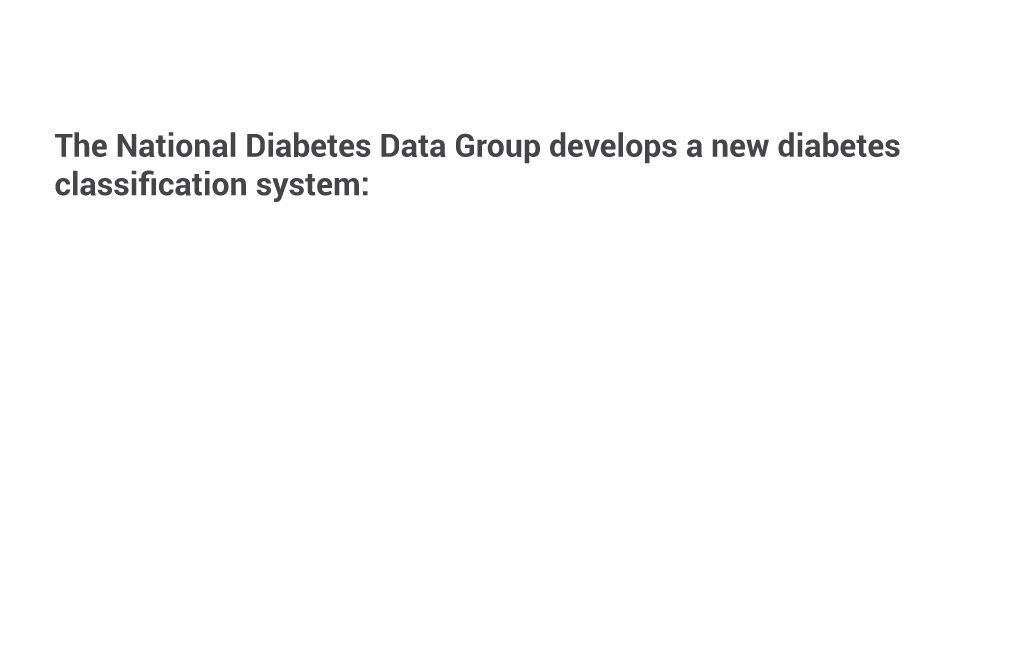 The National Diabetes Data Group develops a new diabetes
classification system: